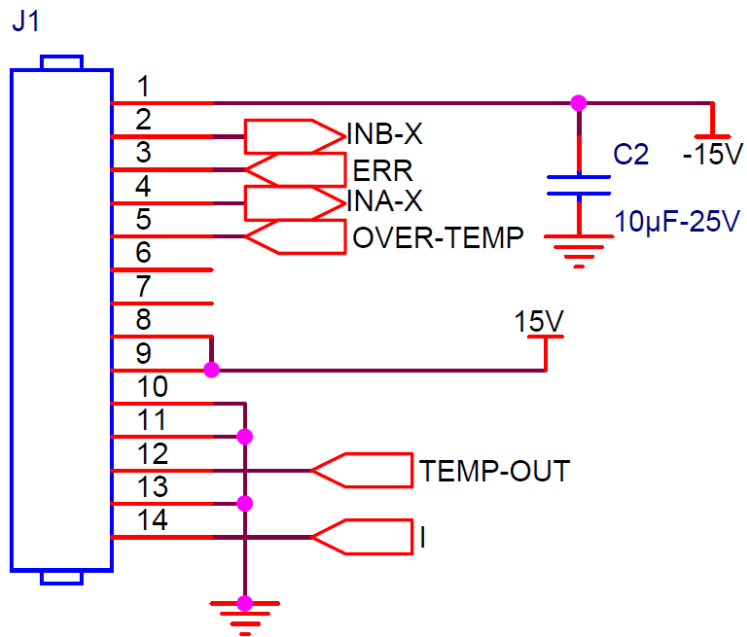 J1
1
2
INB-X
3
ERR
4
INA-X
5
OVER-TEMP
6
7
8
9
10
11
12
TEMP-OUT
13
14
I
C2
10µF-25V
-15V
15V